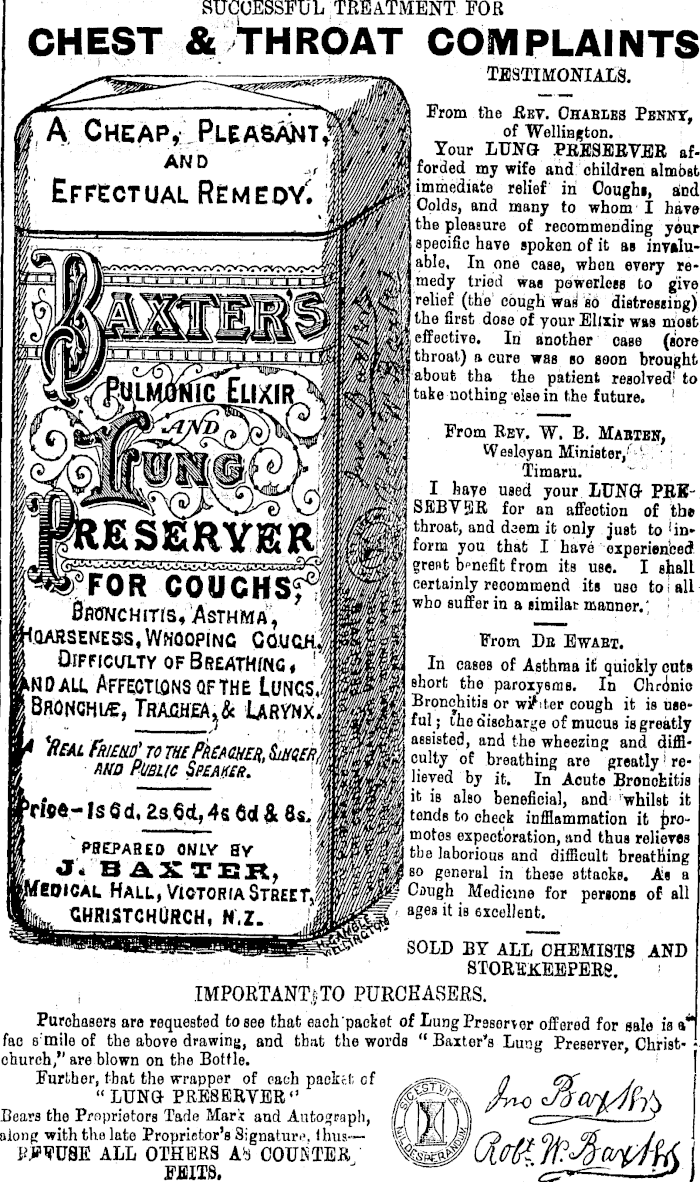 SUCCESSFUL TREATMENT FOR
CHEST & THROAT COMPLAINTS
A CHEAP, PLEASANT,
AND
EFFECTUAL REMEDY.
BAXTER'S
PULMONIC ELIXIR
AND
LUNG
PRESERVER
FOR COUGHS,
BRONCHITIS, ASTHMA,
HOARSENESS, WHOOPING COUGH,
DIFFICULTY OF BREATHING,
AND ALL AFFECTIONS OF THE LUNGS,
BRONCHIÆ, TRACHEA, & LARYNX.
A 'REAL FRIEND' TO THE PREACHER, SINGER
AND PUBLIC SPEAKER.
Price-1s6d, 2s6d, 4s 6d & 8s.
PREPARED ONLY BY
J. BAXTER,
MEDICAL HALL, VICTORIA STREET,
CHRISTCHURCH, N.Z.
H. GAMBLE
WELLINGTON
TESTIMONIALS.
From the REV. CHARLES PENNY,
of Wellington.
Your LUNG PRESERVER af-
forded my wife and children almost
immediate relief in Coughs, and
Colds, and many to whom I have
the pleasure of recommending your
specific have spoken of it as invalu-
able. In one case, when every re-
medy tried was powerless to give
relief (the cough was so distressing)
the first dose of your Elixir was most
effective. In another case (sore
throat) a cure was so soon brought
about tha the patient resolved to
take nothing else in the future.
From REV. W. B. MARTEN,
Wesleyan Minister,
Timaru.
I have used your LUNG PRE-
SEBVER for an affection of the
throat, and deem it only just to in-
form you that I have experienced
great benefit from its use. I shall
certainly recommend its use to all
who suffer in a similar manner.
From DR EWART.
In cases of Asthma it quickly cuts
short the paroxysms. In Chronic
Bronchitis or winter cough it is use-
ful; the discharge of mucus is greatly
assisted, and the wheezing and diffi-
culty of breathing are greatly re-
lieved by it. In Acute Bronchitis
it is also beneficial, and whilst it
tends to check infflammation it pro-
motes expectoration, and thus relieves
the laborious and difficult breathing
so general in these attacks. As a
Cough Medicine for persons of all
ages it is excellent.
SOLD BY ALL CHEMISTS AND
STOREKEEPERS.
IMPORTANT TO PURCHASERS.
Purchasers are requested to see that each packet of Lung Preserver offered for sale is a
fac s mile of the above drawing, and that the words "Baxter's Lung Preserver, Christ-
church," are blown on the Bottle.
Further, that the wrapper of each packet of
"LUNG PRESERVER"
Bears the Proprietors Tade Mark and Autograph,
along with the late Proprietor's Signature, thus—
REFUSE ALL OTHERS AS COUNTER
FEITS.
SIC EST VITÆ
NIL DESPERANDUM
Jno Baxter
Robt. W. Baxter